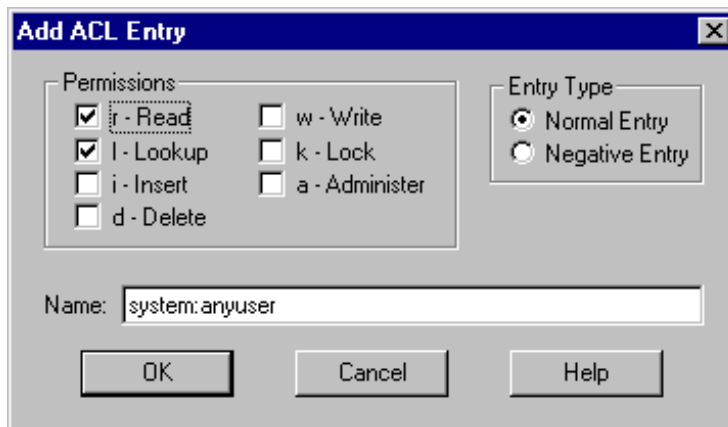 Add ACL Entry
Permissions
r - Read
w - Write
l - Lookup
k - Lock
i - Insert
a - Administer
d - Delete
Entry Type
Normal Entry
Negative Entry
Name: system:anyuser
OK Cancel Help